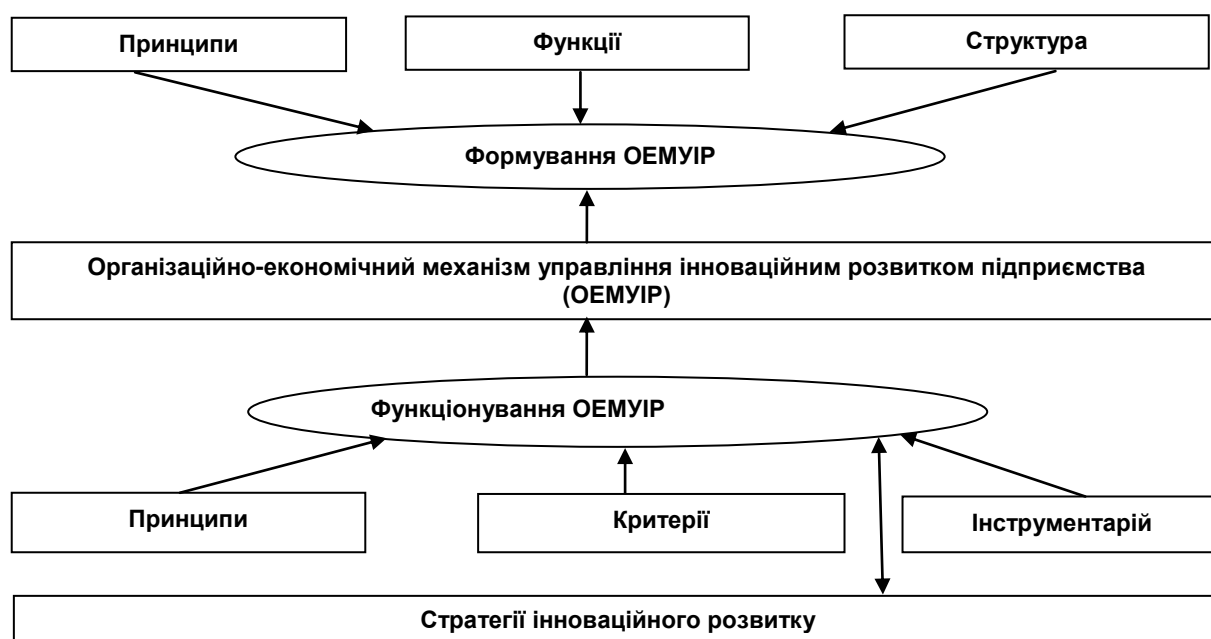 Принципи
Функції
Структура
Формування ОЕМУІР
Організаційно-економічний механізм управління інноваційним розвитком підприємства
(ОЕМУІР)
Функціонування ОЕМУІР
Принципи
Критерії
Інструментарій
Стратегії інноваційного розвитку